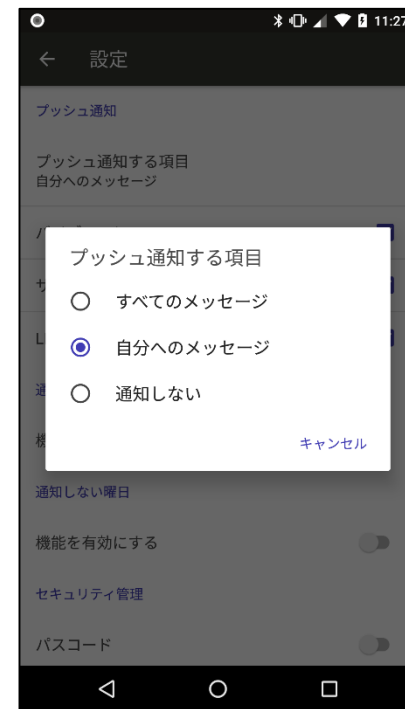 11:27
設定
プッシュ通知
プッシュ通知する項目
自分へのメッセージ
プッシュ通知する項目
すべてのメッセージ
自分へのメッセージ
通知しない
キャンセル
通知しない曜日
機能を有効にする
セキュリティ管理
パスコード